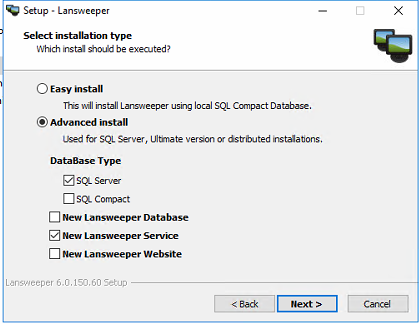 Setup - Lansweeper
Select installation type
Which install should be executed?
Easy install
This will install Lansweeper using local SQL Compact Database.
Advanced install
Used for SQL Server, Ultimate version or distributed installations.
DataBase Type
SQL Server
SQL Compact
New Lansweeper Database
New Lansweeper Service
New Lansweeper Website
Lansweeper 6.0.150.60 Setup
< Back Next > Cancel